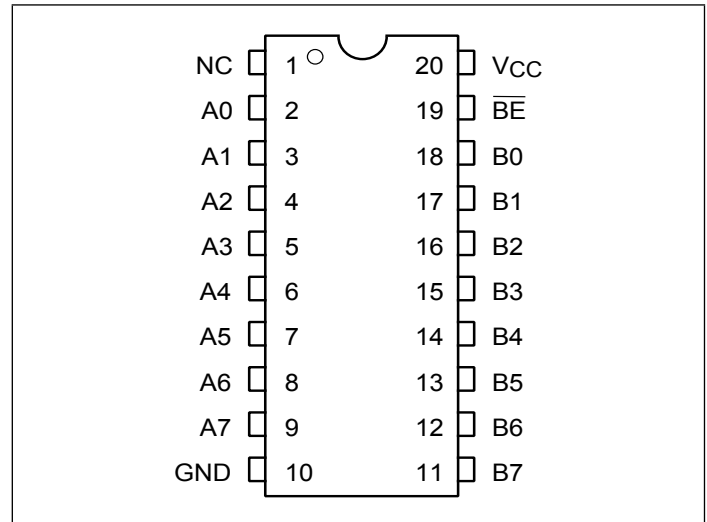 NC 1 20 VCC
A0 2 19 B̅E̅
A1 3 18 B0
A2 4 17 B1
A3 5 16 B2
A4 6 15 B3
A5 7 14 B4
A6 8 13 B5
A7 9 12 B6
GND 10 11 B7